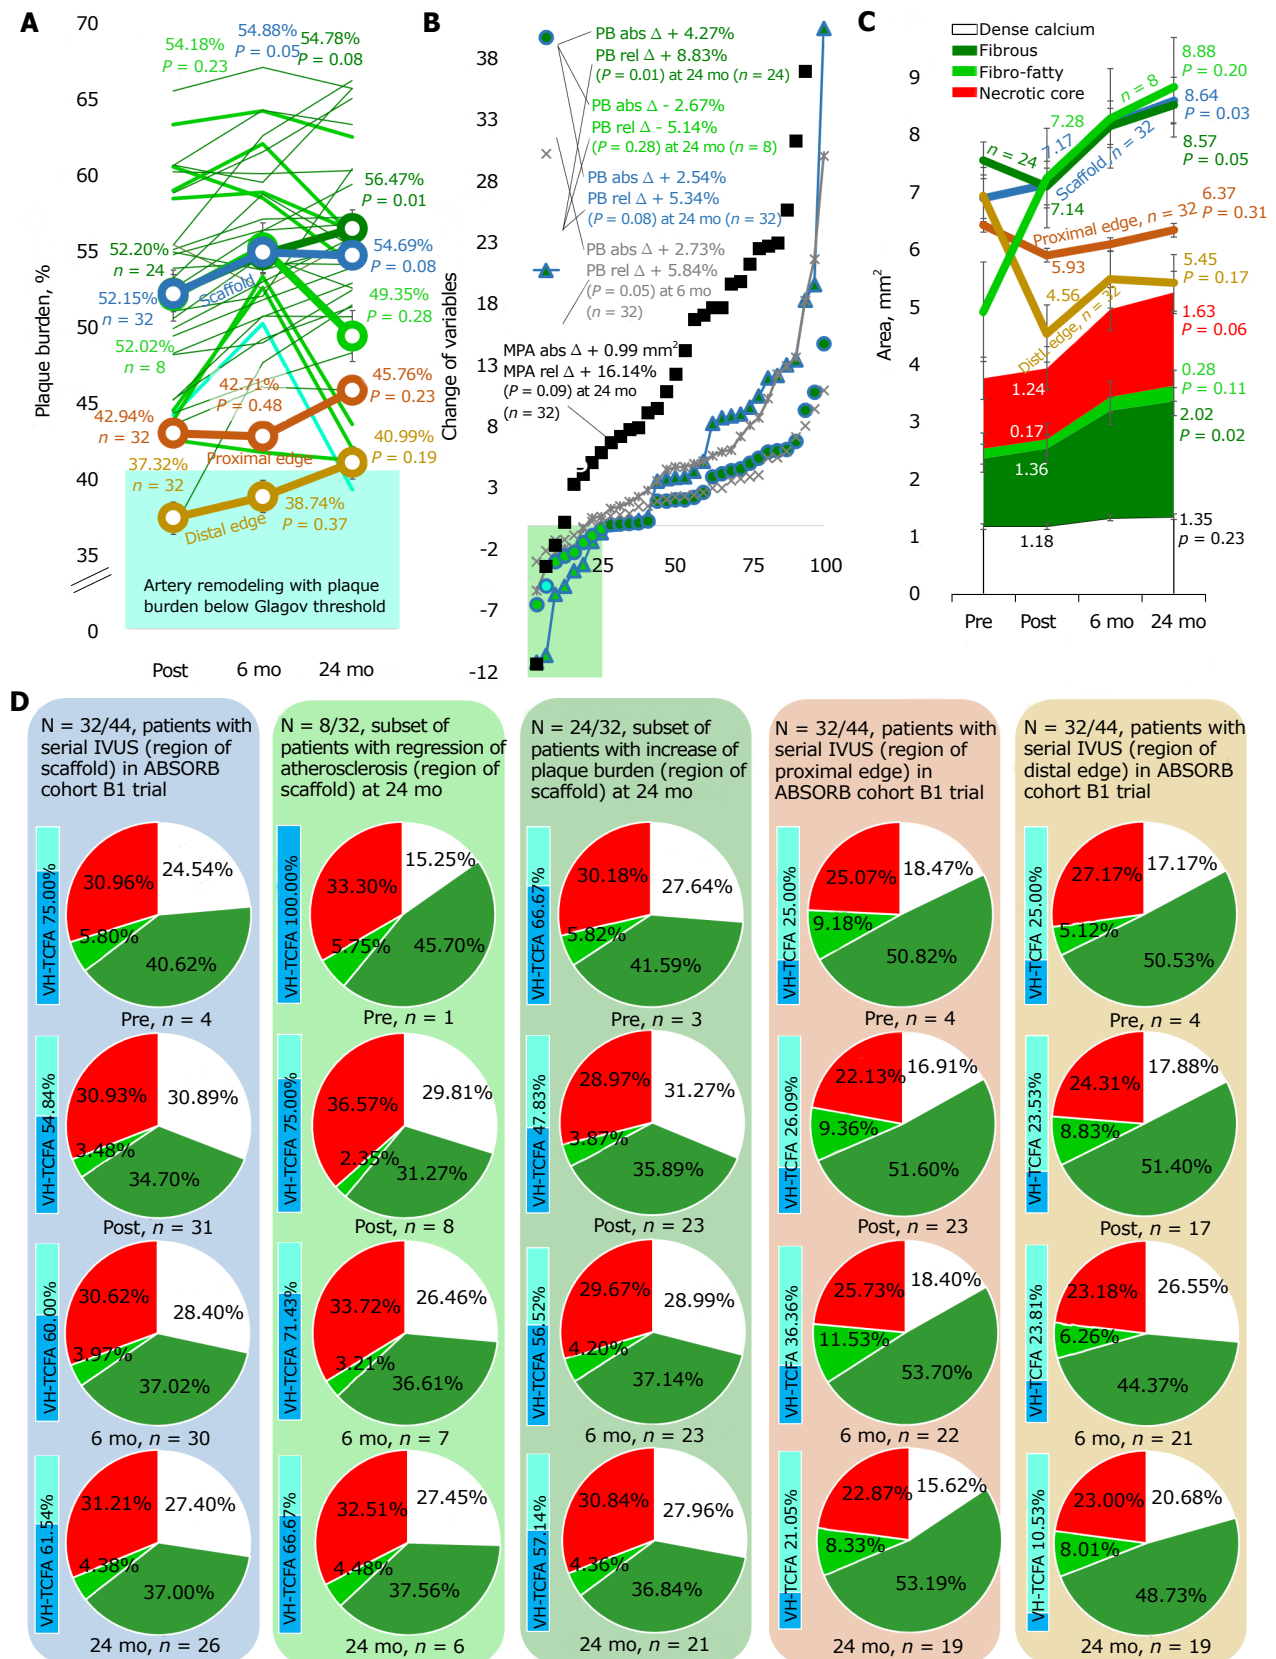 A
70
65
60
55
50
45
40
35
0
Plaque burden, %
54.18%
P = 0.23
54.88%
P = 0.05
54.78%
P = 0.08
56.47%
P = 0.01
52.20%
n = 24
54.69%
P = 0.08
Scaffold
52.15%
n = 32
49.35%
P = 0.28
52.02%
n = 8
42.71%
P = 0.48
45.76%
P = 0.23
42.94%
n = 32
Proximal edge
40.99%
P = 0.19
37.32%
n = 32
38.74%
P = 0.37
Distal edge
Artery remodeling with plaque
burden below Glagov threshold
Post
6 mo
24 mo
B
38
33
28
23
18
13
8
3
-2
-7
-12
Change of variables
PB abs Δ + 4.27%
PB rel Δ + 8.83%
(P = 0.01) at 24 mo (n = 24)
PB abs Δ - 2.67%
PB rel Δ - 5.14%
(P = 0.28) at 24 mo (n = 8)
PB abs Δ + 2.54%
PB rel Δ + 5.34%
(P = 0.08) at 24 mo (n = 32)
PB abs Δ + 2.73%
PB rel Δ + 5.84%
(P = 0.05) at 6 mo
(n = 32)
MPA abs Δ + 0.99 mm²
MPA rel Δ + 16.14%
(P = 0.09) at 24 mo
(n = 32)
25
50
75
100
C
Dense calcium
Fibrous
Fibro-fatty
Necrotic core
9
8
7
6
5
4
3
2
1
0
Area, mm²
8.88
P = 0.20
n = 8
8.64
P = 0.03
7.28
7.17
Scaffold, n = 32
n = 24
8.57
P = 0.05
7.14
6.37
P = 0.31
Proximal edge, n = 32
5.93
5.45
P = 0.17
4.56
Distl edge, n = 32
1.63
P = 0.06
1.24
0.28
P = 0.11
0.17
2.02
P = 0.02
1.36
1.35
p = 0.23
1.18
Pre
Post
6 mo
24 mo
D
N = 32/44, patients with
serial IVUS (region of
scaffold) in ABSORB
cohort B1 trial
VH-TCFA 75.00%
30.96%
24.54%
5.80%
40.62%
Pre, n = 4
VH-TCFA 54.84%
30.93%
30.89%
3.48%
34.70%
Post, n = 31
VH-TCFA 60.00%
30.62%
28.40%
3.97%
37.02%
6 mo, n = 30
VH-TCFA 61.54%
31.21%
27.40%
4.38%
37.00%
24 mo, n = 26
N = 8/32, subset of
patients with regression of
atherosclerosis (region of
scaffold) at 24 mo
VH-TCFA 100.00%
33.30%
15.25%
5.75%
45.70%
Pre, n = 1
VH-TCFA 75.00%
36.57%
29.81%
2.35%
31.27%
Post, n = 8
VH-TCFA 71.43%
33.72%
26.46%
3.21%
36.61%
6 mo, n = 7
VH-TCFA 66.67%
32.51%
27.45%
4.48%
37.56%
24 mo, n = 6
N = 24/32, subset of
patients with increase of
plaque burden (region of
scaffold) at 24 mo
VH-TCFA 66.67%
30.18%
27.64%
5.82%
41.59%
Pre, n = 3
VH-TCFA 47.83%
28.97%
31.27%
3.87%
35.89%
Post, n = 23
VH-TCFA 56.52%
29.67%
28.99%
4.20%
37.14%
6 mo, n = 23
VH-TCFA 57.14%
30.84%
27.96%
4.36%
36.84%
24 mo, n = 21
N = 32/44, patients with
serial IVUS (region of
proximal edge) in
ABSORB cohort B1 trial
VH-TCFA 25.00%
25.07%
18.47%
9.18%
50.82%
Pre, n = 4
VH-TCFA 26.09%
22.13%
16.91%
9.36%
51.60%
Post, n = 23
VH-TCFA 36.36%
25.73%
18.40%
11.53%
53.70%
6 mo, n = 22
VH-TCFA 21.05%
22.87%
15.62%
8.33%
53.19%
24 mo, n = 19
N = 32/44, patients with
serial IVUS (region of
distal edge) in ABSORB
cohort B1 trial
VH-TCFA 25.00%
27.17%
17.17%
5.12%
50.53%
Pre, n = 4
VH-TCFA 23.53%
24.31%
17.88%
8.83%
51.40%
Post, n = 17
VH-TCFA 23.81%
23.18%
26.55%
6.26%
44.37%
6 mo, n = 21
VH-TCFA 10.53%
23.00%
20.68%
8.01%
48.73%
24 mo, n = 19